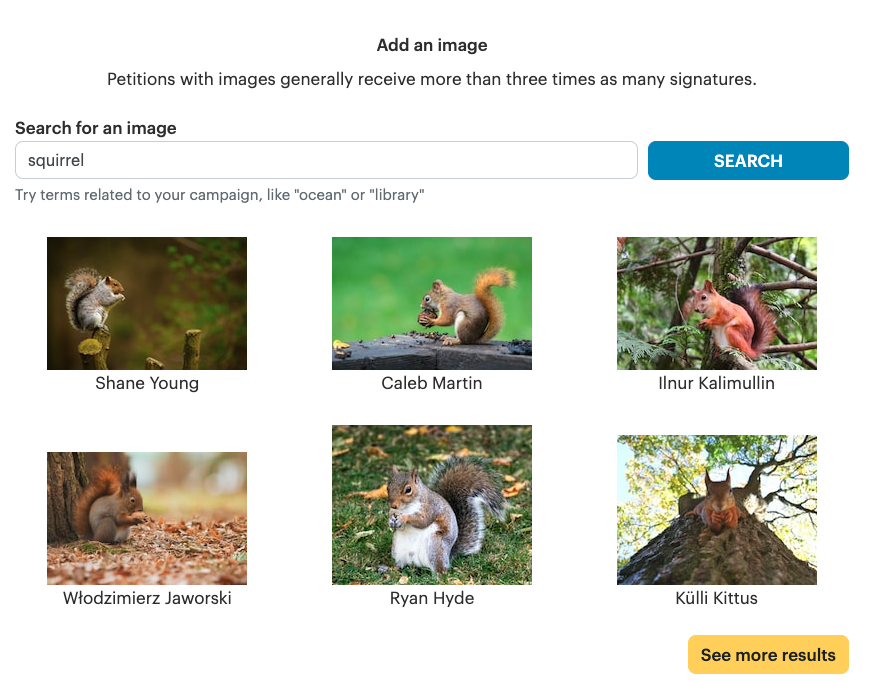 Add an image
Petitions with images generally receive more than three times as many signatures.
Search for an image
squirrel
SEARCH
Try terms related to your campaign, like "ocean" or "library"
Shane Young
Caleb Martin
Ilnur Kalimullin
Włodzimierz Jaworski
Ryan Hyde
Külli Kittus
See more results